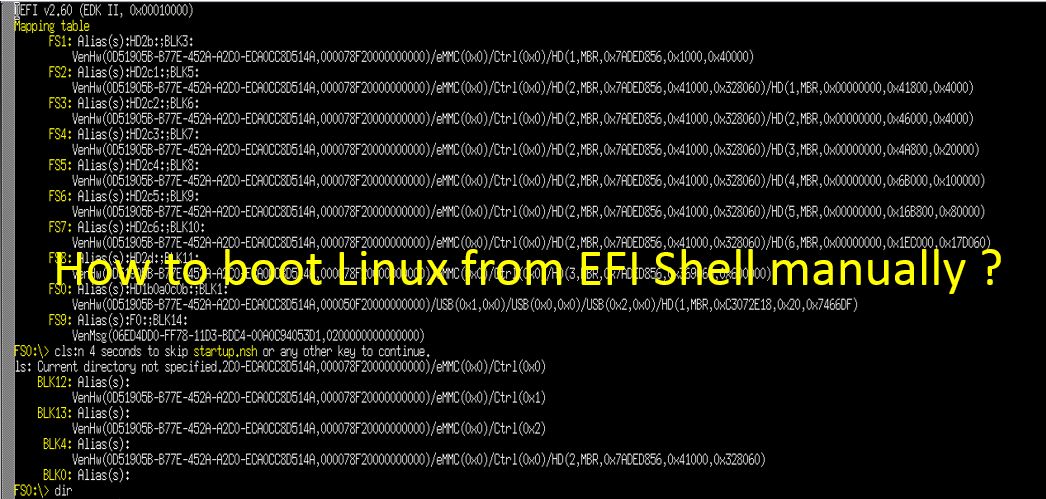 EFI v2.60 (EDK II, 0x00010000)
Mapping table
FS1: Alias(s):HD2b:;BLK3:
VenHw(0D51905B-B77E-452A-A2C0-ECA0CC8D514A,000078F20000000000)/eMMC(0x0)/Ctrl(0x0)/HD(1,MBR,0x7ADED856,0x1000,0x40000)
FS2: Alias(s):HD2c1:;BLK5:
VenHw(0D51905B-B77E-452A-A2C0-ECA0CC8D514A,000078F20000000000)/eMMC(0x0)/Ctrl(0x0)/HD(2,MBR,0x7ADED856,0x41000,0x328060)/HD(1,MBR,0x00000000,0x41800,0x4000)
FS3: Alias(s):HD2c2:;BLK6:
VenHw(0D51905B-B77E-452A-A2C0-ECA0CC8D514A,000078F20000000000)/eMMC(0x0)/Ctrl(0x0)/HD(2,MBR,0x7ADED856,0x41000,0x328060)/HD(2,MBR,0x00000000,0x46000,0x4000)
FS4: Alias(s):HD2c3:;BLK7:
VenHw(0D51905B-B77E-452A-A2C0-ECA0CC8D514A,000078F20000000000)/eMMC(0x0)/Ctrl(0x0)/HD(2,MBR,0x7ADED856,0x41000,0x328060)/HD(3,MBR,0x00000000,0x4A800,0x20000)
FS5: Alias(s):HD2c4:;BLK8:
VenHw(0D51905B-B77E-452A-A2C0-ECA0CC8D514A,000078F20000000000)/eMMC(0x0)/Ctrl(0x0)/HD(2,MBR,0x7ADED856,0x41000,0x328060)/HD(4,MBR,0x00000000,0x6B000,0x100000)
FS6: Alias(s):HD2c5:;BLK9:
VenHw(0D51905B-B77E-452A-A2C0-ECA0CC8D514A,000078F20000000000)/eMMC(0x0)/Ctrl(0x0)/HD(2,MBR,0x7ADED856,0x41000,0x328060)/HD(5,MBR,0x00000000,0x16B800,0x80000)
FS7: Alias(s):HD2c6:;BLK10:
VenHw(0D51905B-B77E-452A-A2C0-ECA0CC8D514A,000078F20000000000)/eMMC(0x0)/Ctrl(0x0)/HD(2,MBR,0x7ADED856,0x41000,0x328060)/HD(6,MBR,0x00000000,0x1EC000,0x17D060)
FS8: Alias(s):HD2d:;BLK11:
How to boot Linux from EFI Shell manually ?
FS0: Alias(s):HD1b0a0c0b:;BLK1:
VenHw(0D51905B-B77E-452A-A2C0-ECA0CC8D514A,000050F20000000000)/USB(0x1,0x0)/USB(0x0,0x0)/USB(0x2,0x0)/HD(1,MBR,0xC3072E18,0x20,0x7466DF)
FS9: Alias(s):F0:;BLK14:
VenMsg(06ED4DD0-FF78-11D3-BDC4-00A0C94053D1,0200000000000000)
FS0:\> cls:n 4 seconds to skip startup.nsh or any other key to continue.
ls: Current directory not specified.2C0-ECA0CC8D514A,000078F20000000000)/eMMC(0x0)/Ctrl(0x0)
BLK12: Alias(s):
VenHw(0D51905B-B77E-452A-A2C0-ECA0CC8D514A,000078F20000000000)/eMMC(0x0)/Ctrl(0x1)
BLK13: Alias(s):
VenHw(0D51905B-B77E-452A-A2C0-ECA0CC8D514A,000078F20000000000)/eMMC(0x0)/Ctrl(0x2)
BLK4: Alias(s):
VenHw(0D51905B-B77E-452A-A2C0-ECA0CC8D514A,000078F20000000000)/eMMC(0x0)/Ctrl(0x0)/HD(2,MBR,0x7ADED856,0x41000,0x328060)
BLK0: Alias(s):
FS0:\> dir